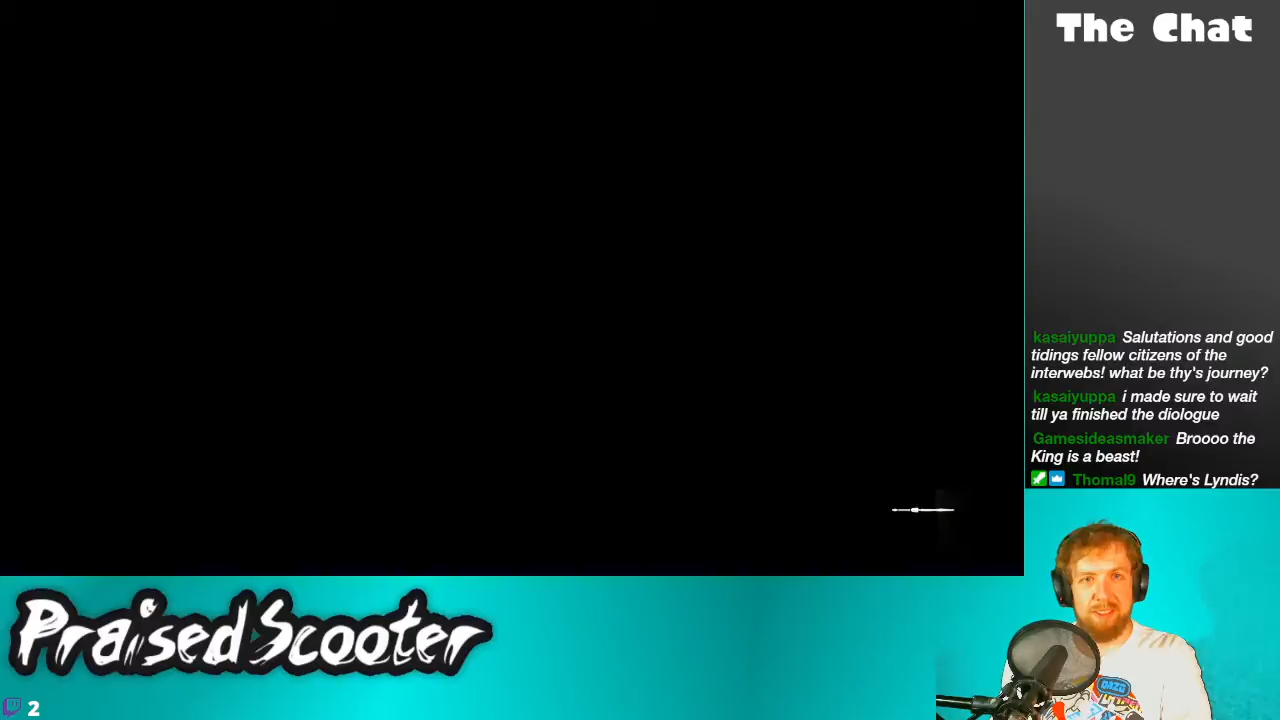 The Chat
kasaiyuppa Salutations and good
tidings fellow citizens of the
interwebs! what be thy's journey?
kasaiyuppa i made sure to wait
till ya finished the diologue
Gamesideasmaker Broooo the
King is a beast!
Thomal9 Where's Lyndis?
PraisedScooter
2